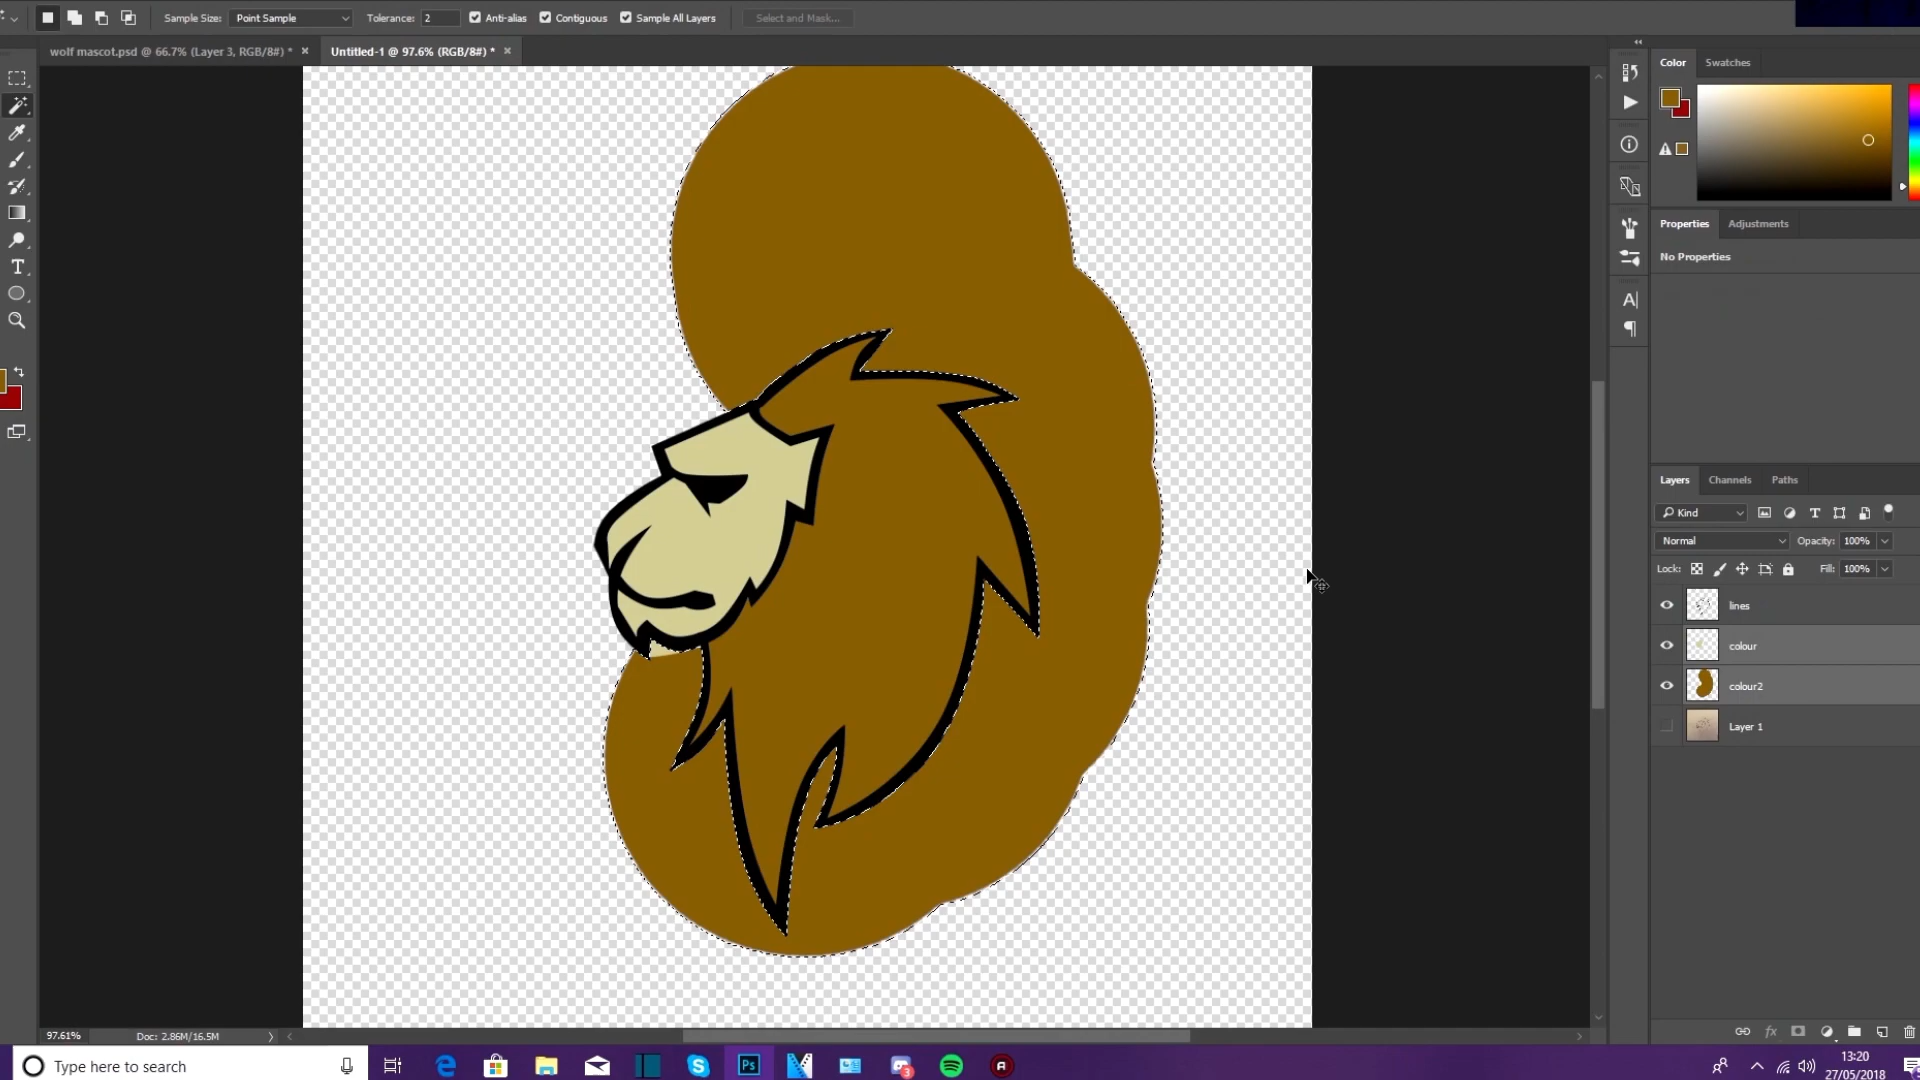 Sample Size: Point Sample Tolerance: 2 Anti-alias Contiguous Sample All Layers Select and Mask...
wolf mascot.psd @ 66.7% (Layer 3, RGB/8#) * × Untitled-1 @ 97.6% (RGB/8#) * ×
Color Swatches
Properties Adjustments
No Properties
Layers Channels Paths
Kind
Normal Opacity: 100%
Lock: Fill: 100%
lines
colour
colour2
Layer 1
fx
97.61% Doc: 2.86M/16.5M
Type here to search
Ps
3
13:20
27/05/2018